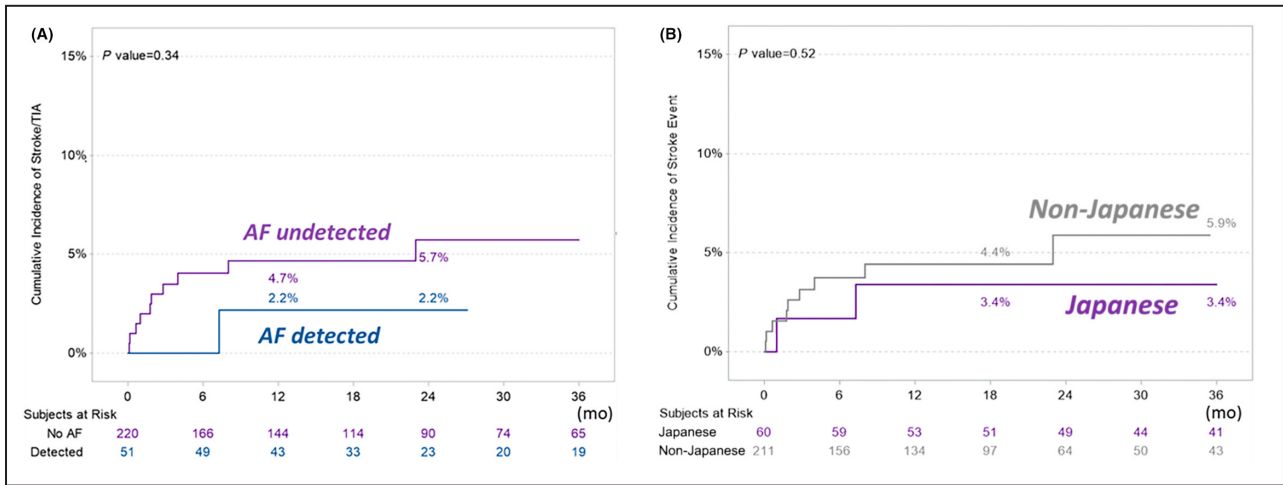 (A)
P value=0.34
Cumulative Incidence of Stroke/TIA
15%
10%
5%
0%
AF undetected
5.7%
4.7%
2.2% 2.2%
AF detected
0 6 12 18 24 30 36
(mo)
Subjects at Risk
No AF 220 166 144 114 90 74 65
Detected 51 49 43 33 23 20 19
(B)
P value=0.52
Cumulative Incidence of Stroke Event
15%
10%
5%
0%
Non-Japanese
5.9%
4.4%
3.4% Japanese 3.4%
0 6 12 18 24 30 36
(mo)
Subjects at Risk
Japanese 60 59 53 51 49 44 41
Non-Japanese 211 156 134 97 64 50 43